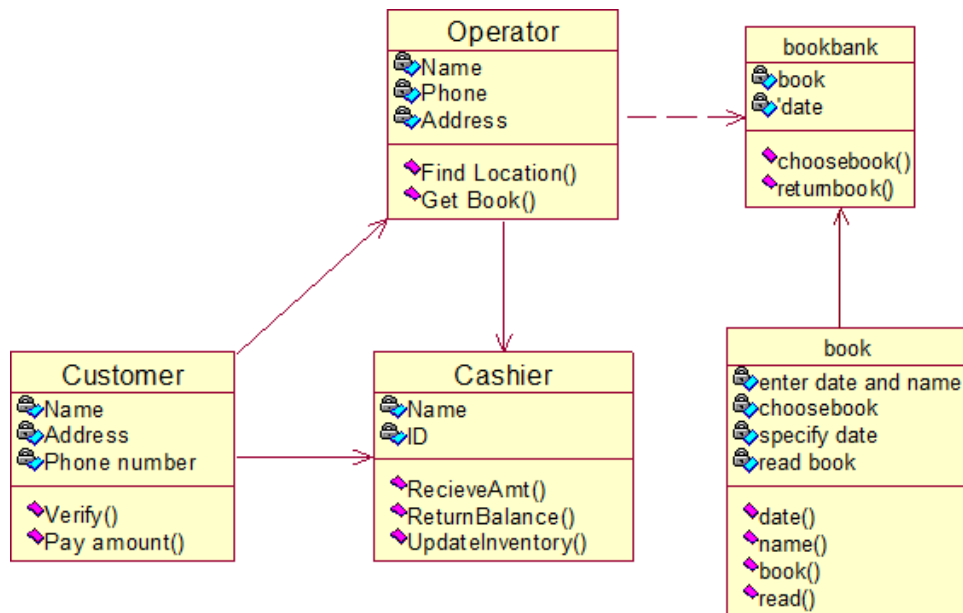 Operator
Name
Phone
Address
Find Location()
Get Book()
bookbank
book
'date
choosebook()
returnbook()
Customer
Name
Address
Phone number
Verify()
Pay amount()
Cashier
Name
ID
RecieveAmt()
ReturnBalance()
UpdateInventory()
book
enter date and name
choosebook
specify date
read book
date()
name()
book()
read()